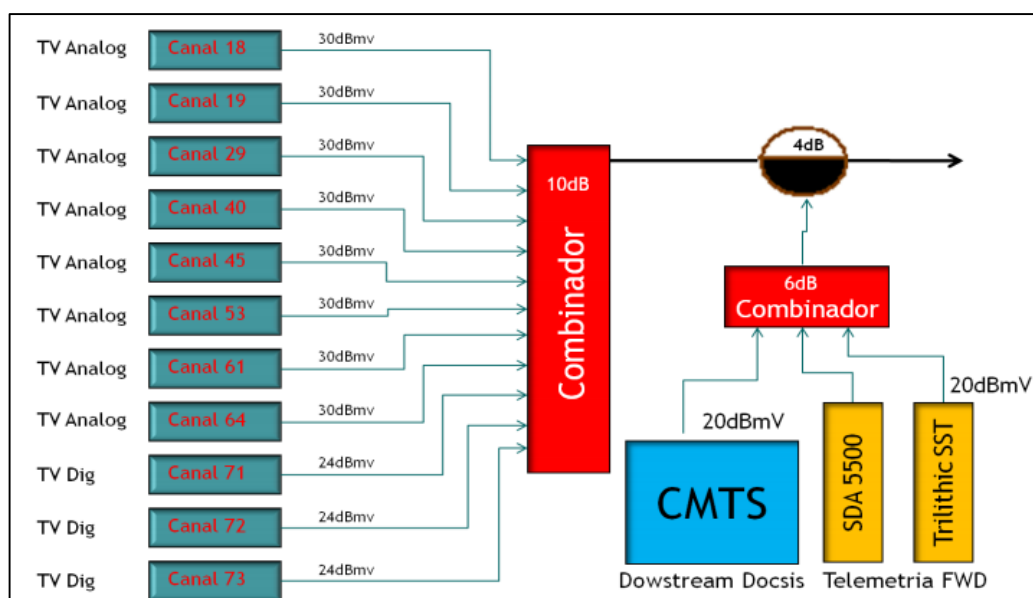 TV Analog Canal 18 30dBmv
TV Analog Canal 19 30dBmv
TV Analog Canal 29 30dBmv
TV Analog Canal 40 30dBmv
TV Analog Canal 45 30dBmv
TV Analog Canal 53 30dBmv
TV Analog Canal 61 30dBmv
TV Analog Canal 64 30dBmv
TV Dig Canal 71 24dBmv
TV Dig Canal 72 24dBmv
TV Dig Canal 73 24dBmv
10dB
Combinador
4dB
6dB
Combinador
20dBmV
20dBmV
CMTS
SDA 5500
Trilithic SST
Dowstream Docsis
Telemetria FWD